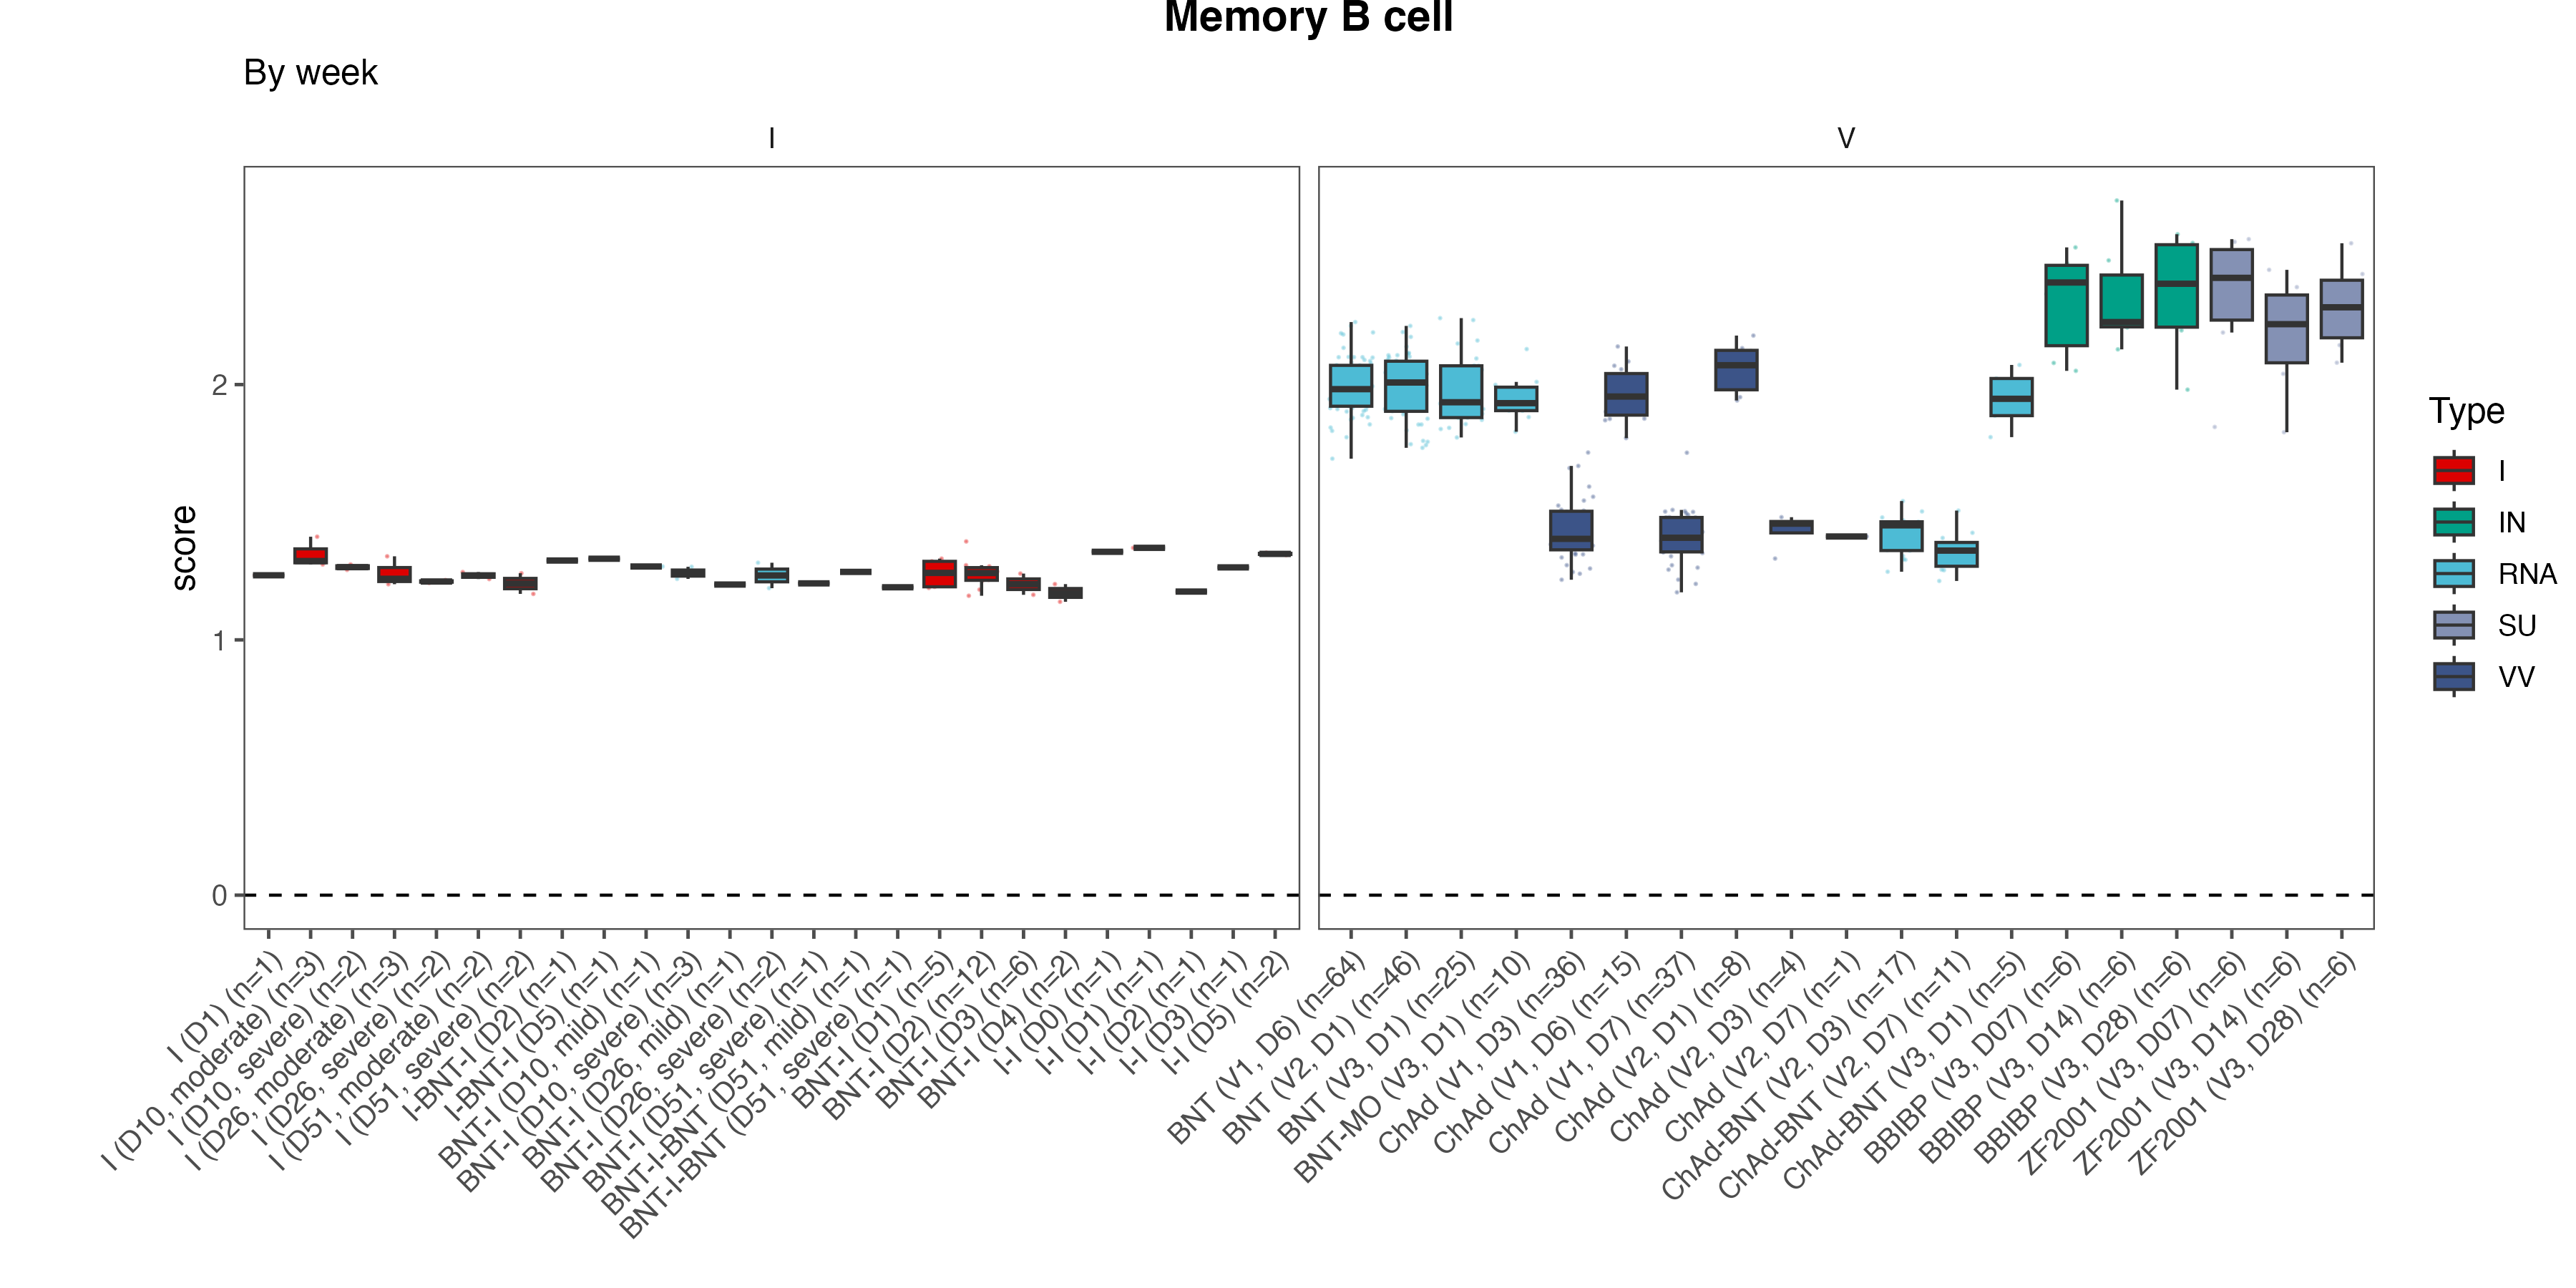 Memory B cell
By week
I
V
score
2
1
0
I (D1) (n=1)
I (D10, moderate) (n=3)
I (D10, severe) (n=2)
I (D26, moderate) (n=3)
I (D26, severe) (n=2)
I (D51, moderate) (n=2)
I (D51, severe) (n=2)
I-BNT-I (D2) (n=1)
I-BNT-I (D5) (n=1)
BNT-I (D10, mild) (n=1)
BNT-I (D10, severe) (n=3)
BNT-I (D26, mild) (n=1)
BNT-I (D26, severe) (n=2)
BNT-I (D51, severe) (n=1)
BNT-I-BNT (D51, mild) (n=1)
BNT-I-BNT (D51, severe) (n=1)
BNT-I (D1) (n=5)
BNT-I (D2) (n=12)
BNT-I (D3) (n=6)
BNT-I (D4) (n=2)
I-I (D0) (n=1)
I-I (D1) (n=1)
I-I (D2) (n=1)
I-I (D3) (n=1)
I-I (D5) (n=2)
BNT (V1, D6) (n=64)
BNT (V2, D1) (n=46)
BNT (V3, D1) (n=25)
BNT-MO (V3, D1) (n=10)
ChAd (V1, D3) (n=36)
ChAd (V1, D6) (n=15)
ChAd (V1, D7) (n=37)
ChAd (V2, D1) (n=8)
ChAd (V2, D3) (n=4)
ChAd (V2, D7) (n=1)
ChAd-BNT (V2, D3) (n=17)
ChAd-BNT (V2, D7) (n=11)
ChAd-BNT (V3, D1) (n=5)
BBIBP (V3, D07) (n=6)
BBIBP (V3, D14) (n=6)
BBIBP (V3, D28) (n=6)
ZF2001 (V3, D07) (n=6)
ZF2001 (V3, D14) (n=6)
ZF2001 (V3, D28) (n=6)
Type
I
IN
RNA
SU
VV